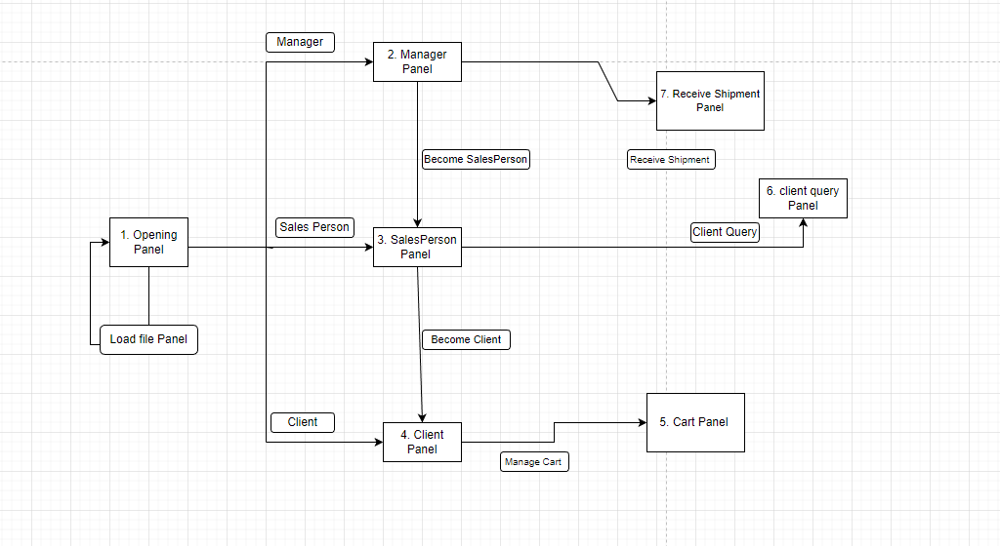 Manager
2. Manager
Panel
7. Receive Shipment
Panel
Become SalesPerson
Receive Shipment
6. client query
Panel
1. Opening
Panel
Sales Person
3. SalesPerson
Panel
Client Query
Load file Panel
Become Client
Client
4. Client
Panel
5. Cart Panel
Manage Cart